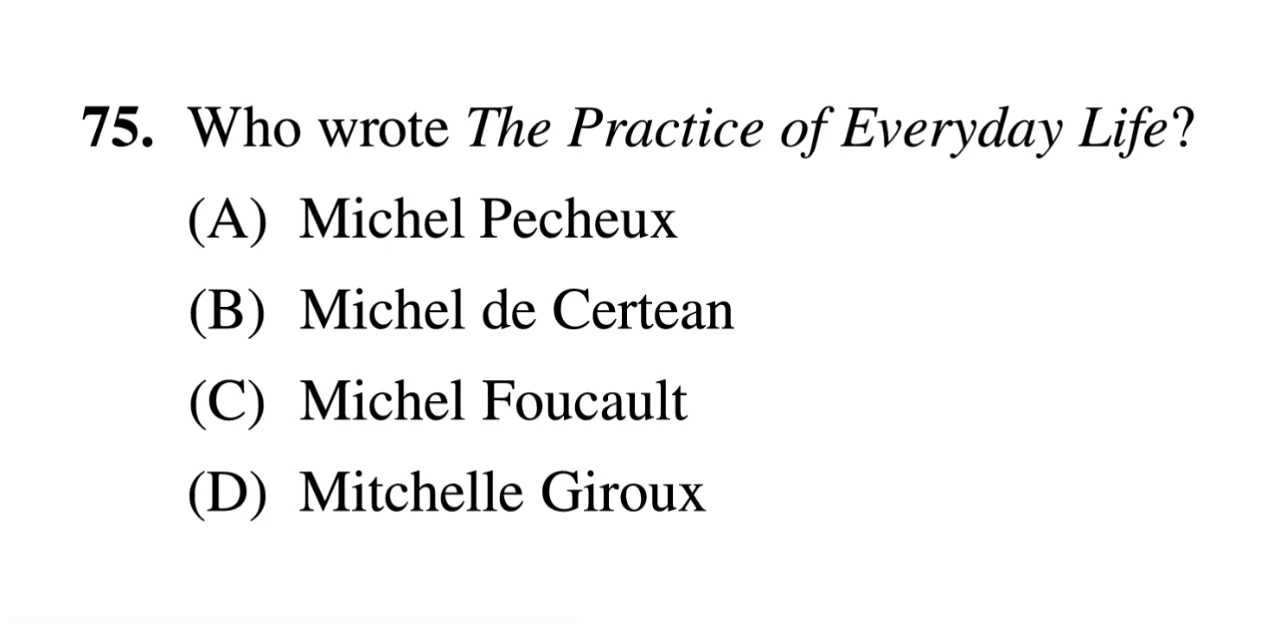 75. Who wrote The Practice of Everyday Life?
(A) Michel Pecheux
(B) Michel de Certean
(C) Michel Foucault
(D) Mitchelle Giroux